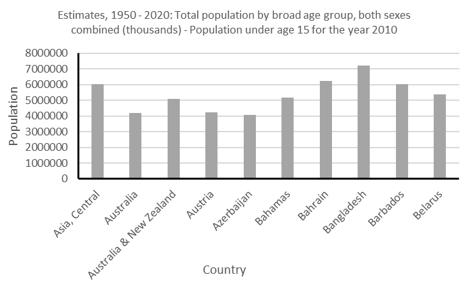 Estimates, 1950 - 2020: Total population by broad age group, both sexes
combined (thousands) - Population under age 15 for the year 2010
Population
8000000
7000000
6000000
5000000
4000000
3000000
2000000
1000000
0
Asia, Central
Australia
Australia & New Zealand
Austria
Azerbaijan
Bahamas
Bahrain
Bangladesh
Barbados
Belarus
Country